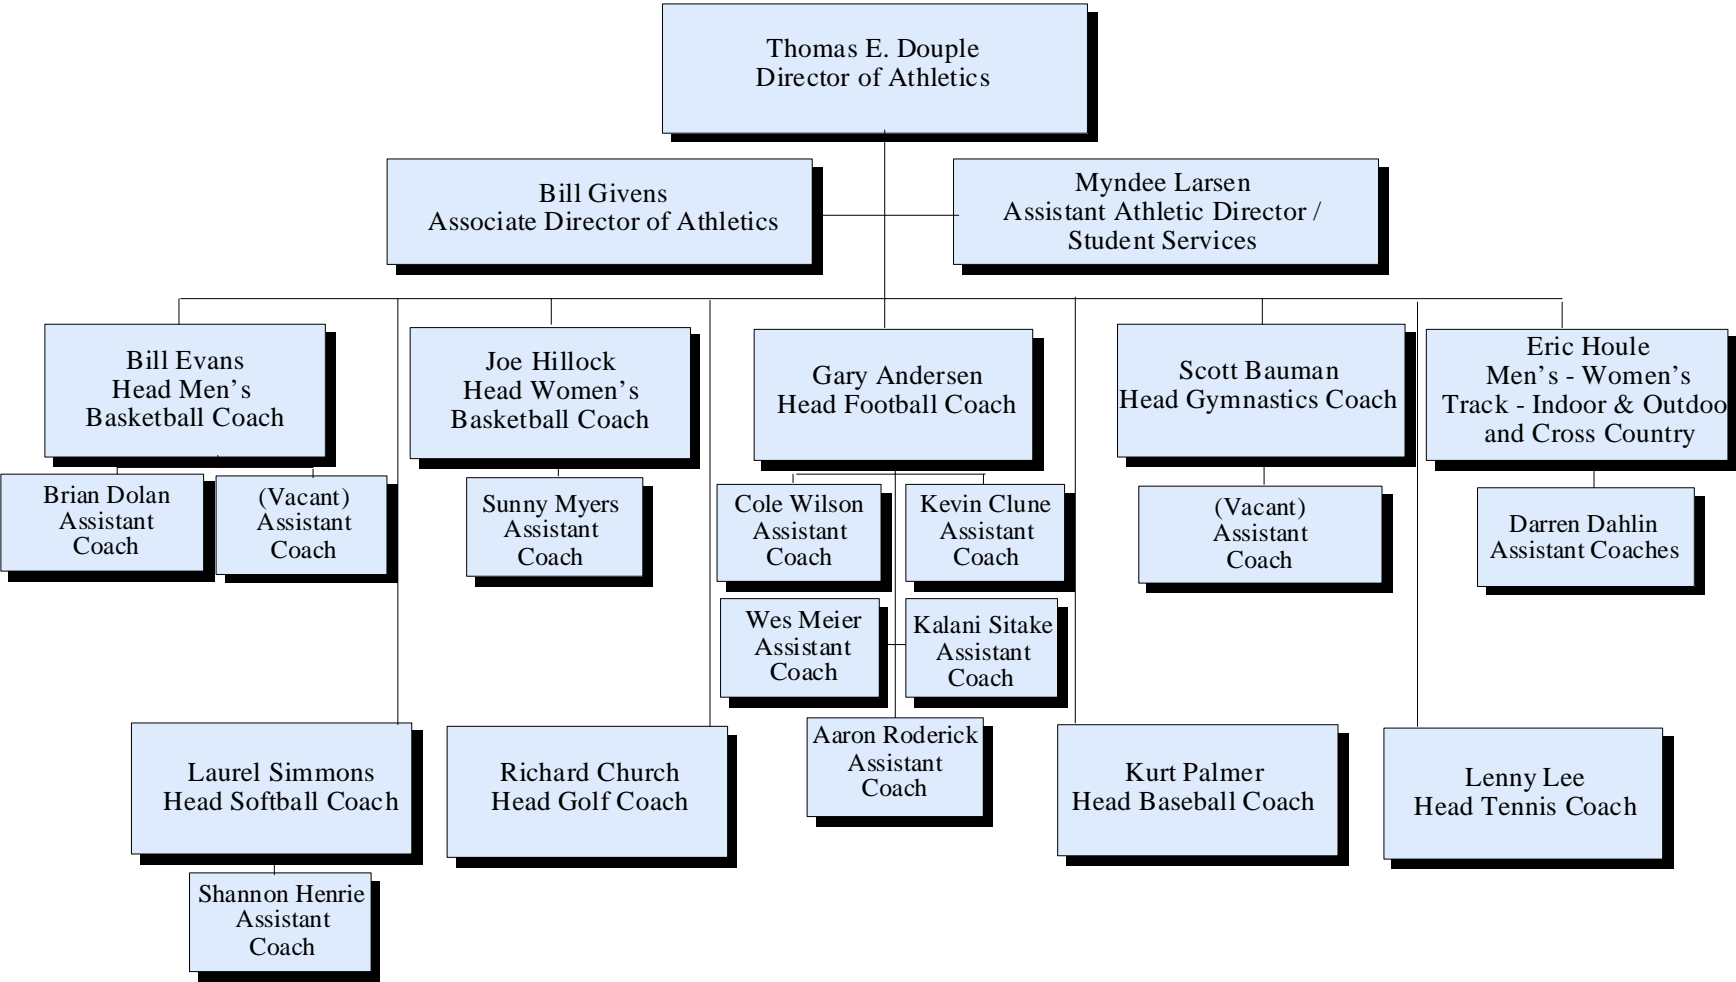 Thomas E. Douple
Director of Athletics
Bill Givens
Associate Director of Athletics
Myndee Larsen
Assistant Athletic Director /
Student Services
Bill Evans
Head Men’s
Basketball Coach
Joe Hillock
Head Women’s
Basketball Coach
Gary Andersen
Head Football Coach
Scott Bauman
Head Gymnastics Coach
Eric Houle
Men’s - Women’s
Track - Indoor & Outdoo
and Cross Country
Brian Dolan
Assistant
Coach
(Vacant)
Assistant
Coach
Sunny Myers
Assistant
Coach
Cole Wilson
Assistant
Coach
Kevin Clune
Assistant
Coach
(Vacant)
Assistant
Coach
Darren Dahlin
Assistant Coaches
Wes Meier
Assistant
Coach
Kalani Sitake
Assistant
Coach
Laurel Simmons
Head Softball Coach
Richard Church
Head Golf Coach
Aaron Roderick
Assistant
Coach
Kurt Palmer
Head Baseball Coach
Lenny Lee
Head Tennis Coach
Shannon Henrie
Assistant
Coach